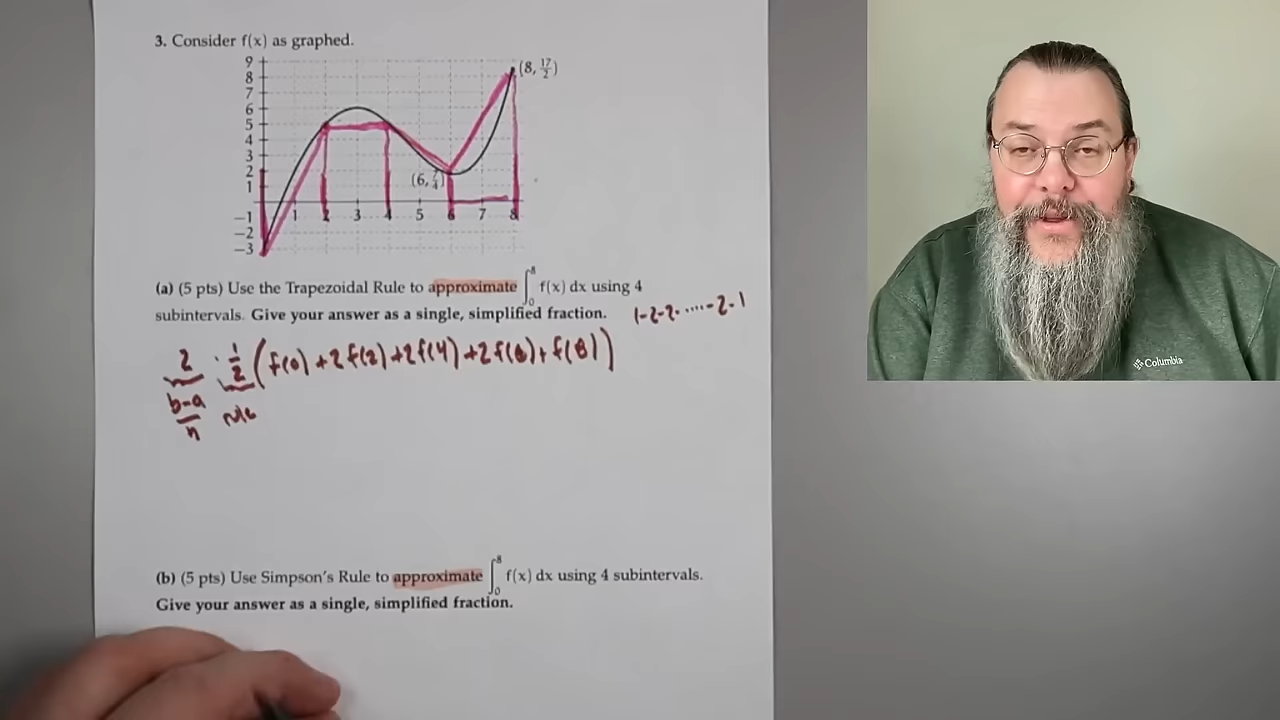 3. Consider f(x) as graphed.
9
8
7
6
5
4
3
2
1
−1
−2
−3
1 2 3 4 5 6 7 8
(8, 17/2)
(6, 7/4)
(a) (5 pts) Use the Trapezoidal Rule to approximate ∫₀⁸ f(x) dx using 4
subintervals. Give your answer as a single, simplified fraction.
1-2-2-....-2-1
2 · 1/2 (f(0)+2f(2)+2f(4)+2f(6)+f(8))
b-a/n rule
(b) (5 pts) Use Simpson's Rule to approximate ∫₀⁸ f(x) dx using 4 subintervals.
Give your answer as a single, simplified fraction.
Columbia